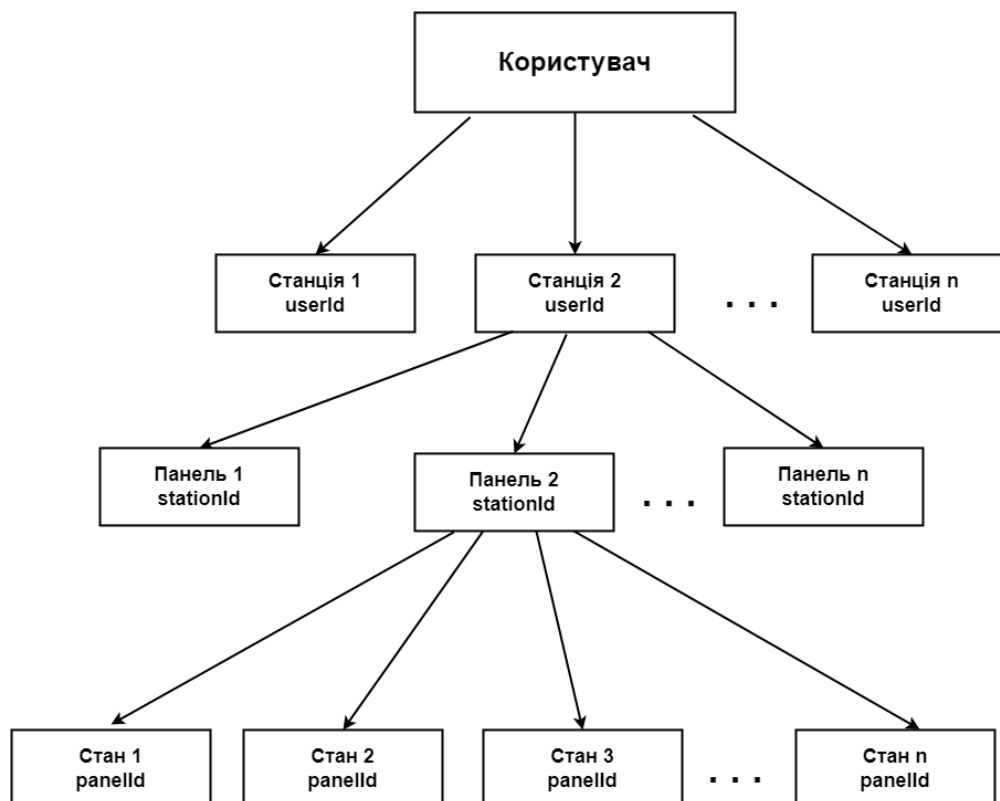 Користувач
Станція 1
userId
Станція 2
userId
. . .
Станція n
userId
Панель 1
stationId
Панель 2
stationId
. . .
Панель n
stationId
Стан 1
panelId
Стан 2
panelId
Стан 3
panelId
. . .
Стан n
panelId